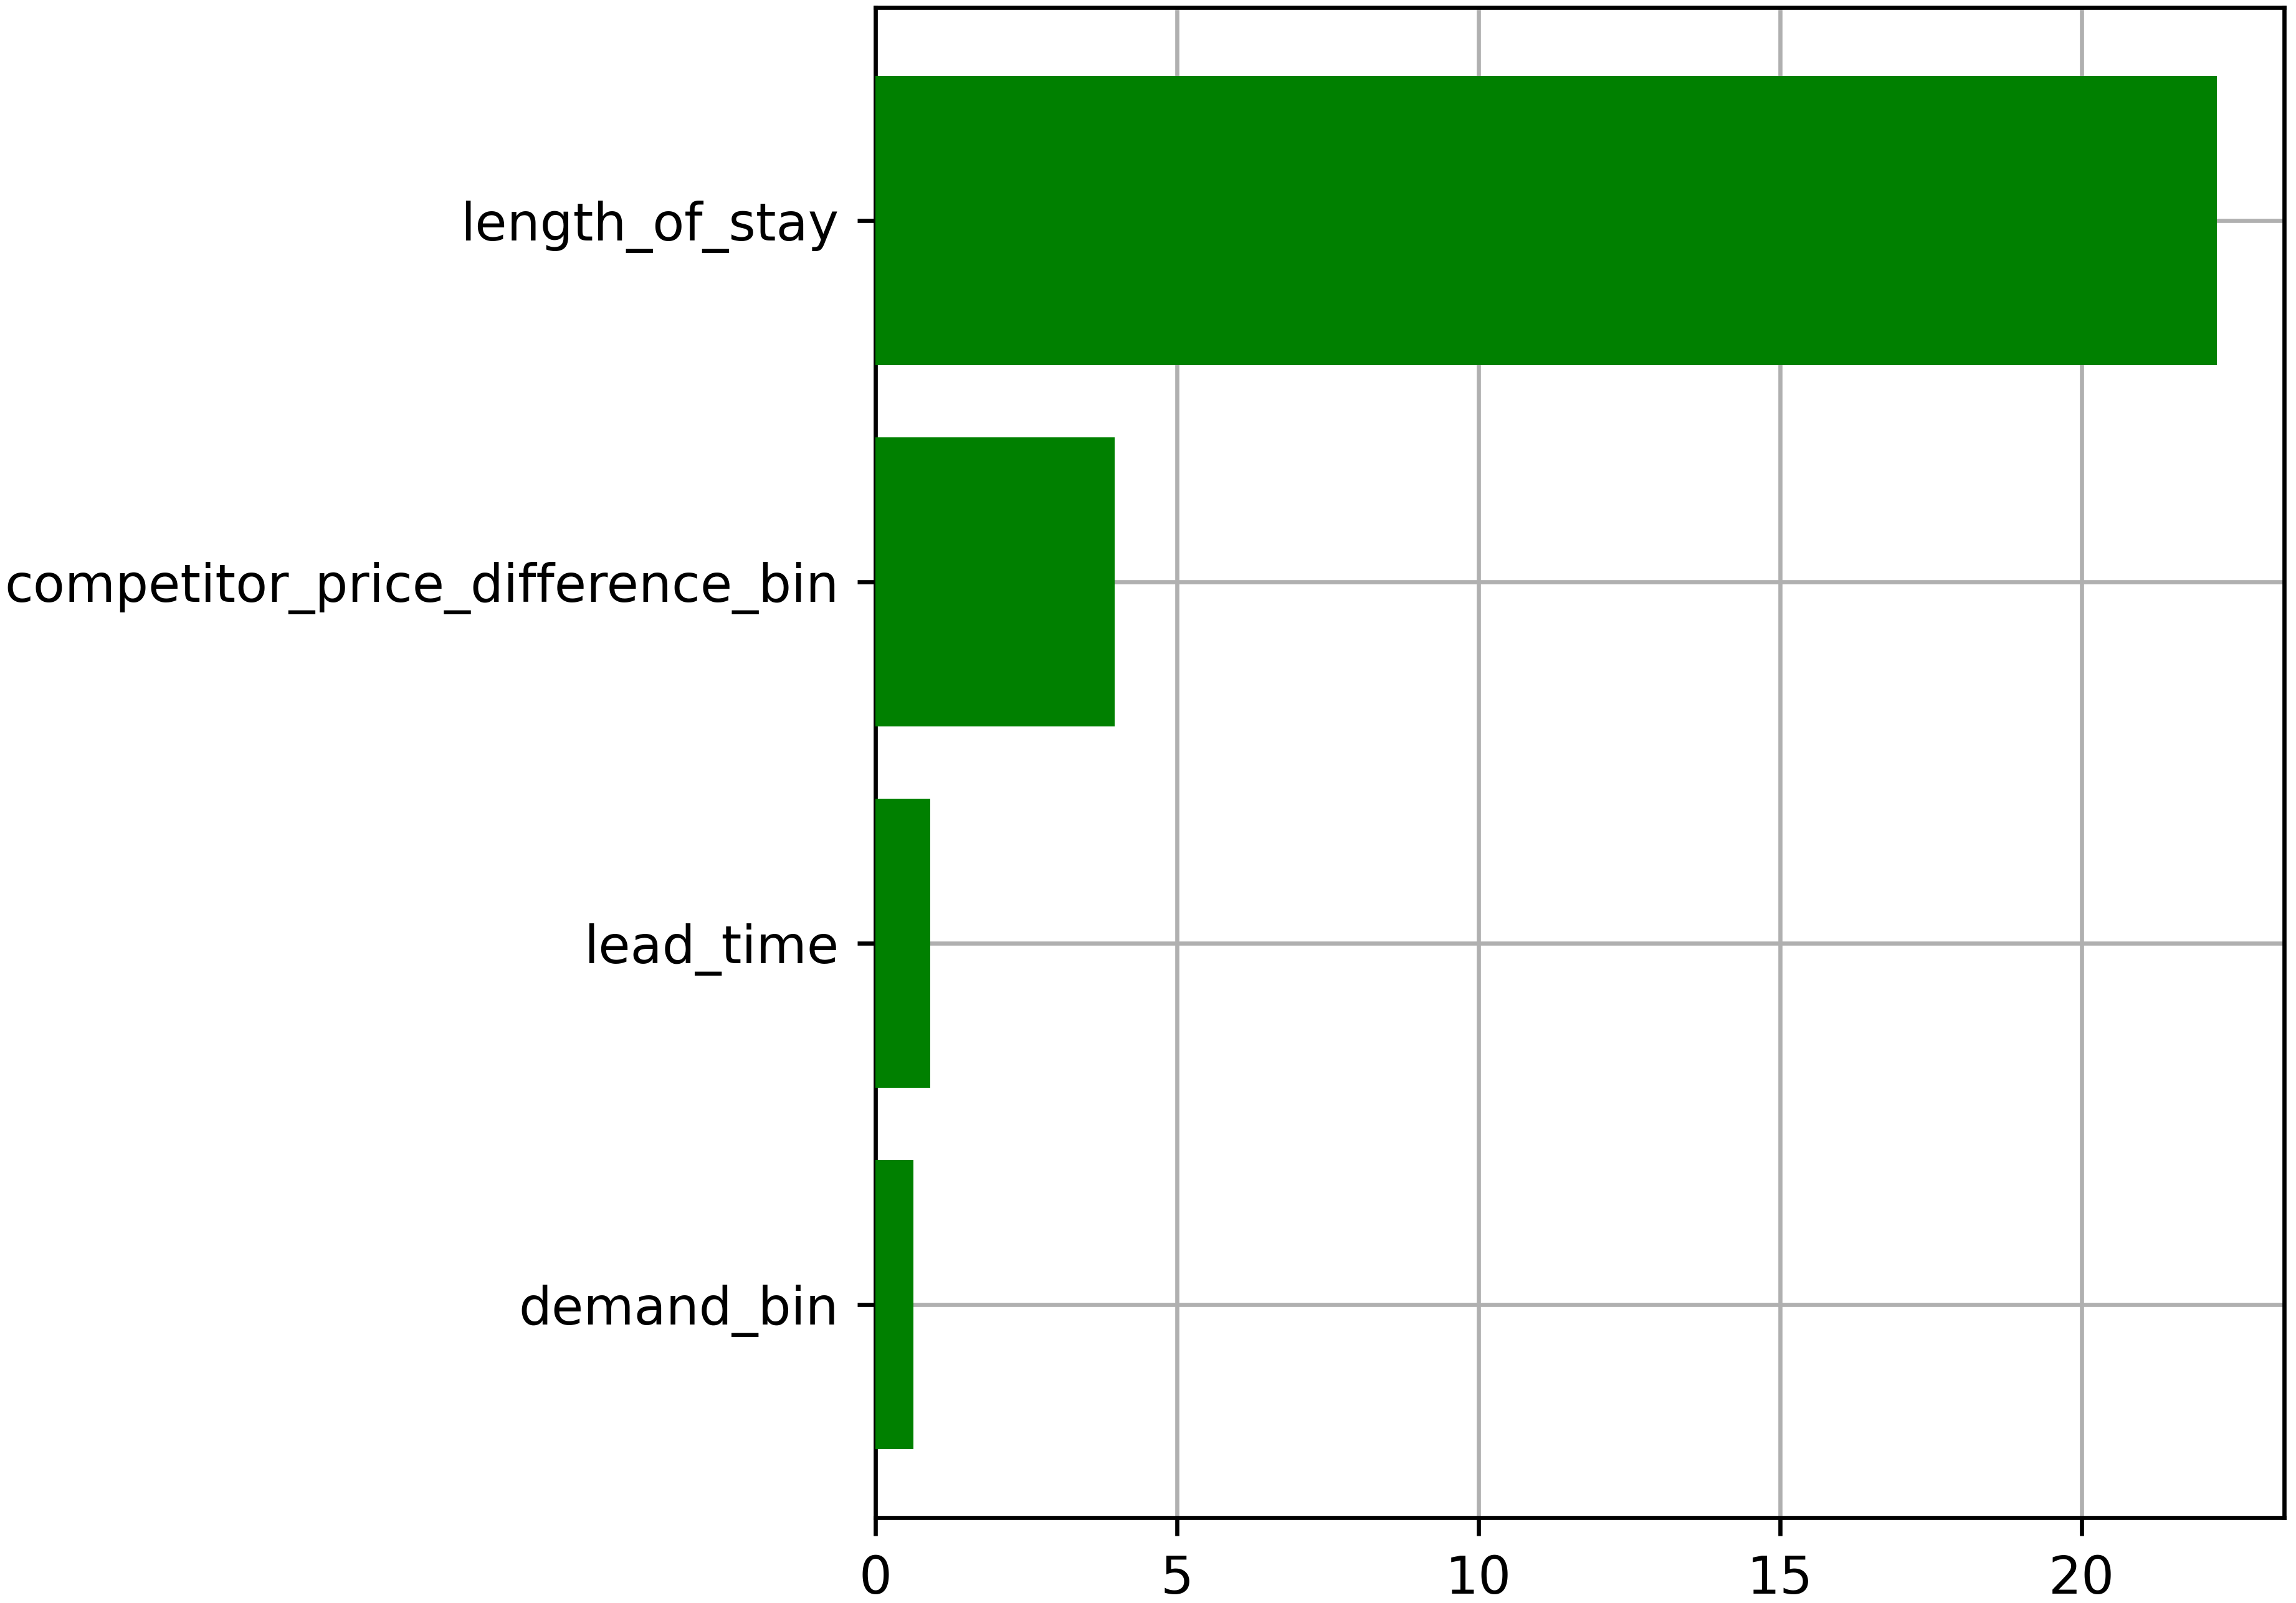 length_of_stay
competitor_price_difference_bin
lead_time
demand_bin
0 5 10 15 20